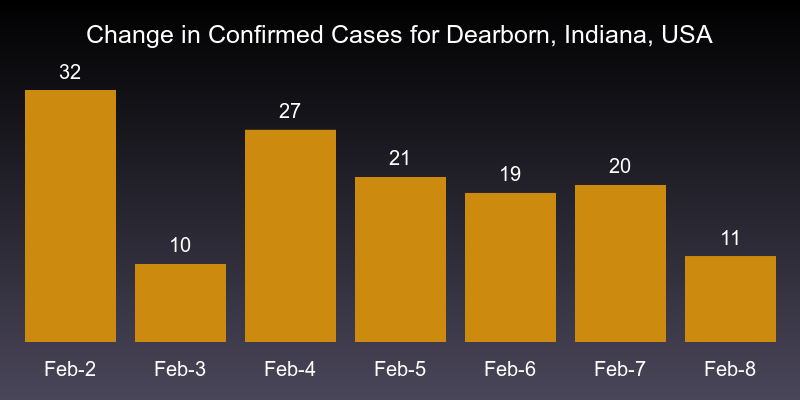 Change in Confirmed Cases for Dearborn, Indiana, USA
32
10
27
21
19
20
11
Feb-2
Feb-3
Feb-4
Feb-5
Feb-6
Feb-7
Feb-8